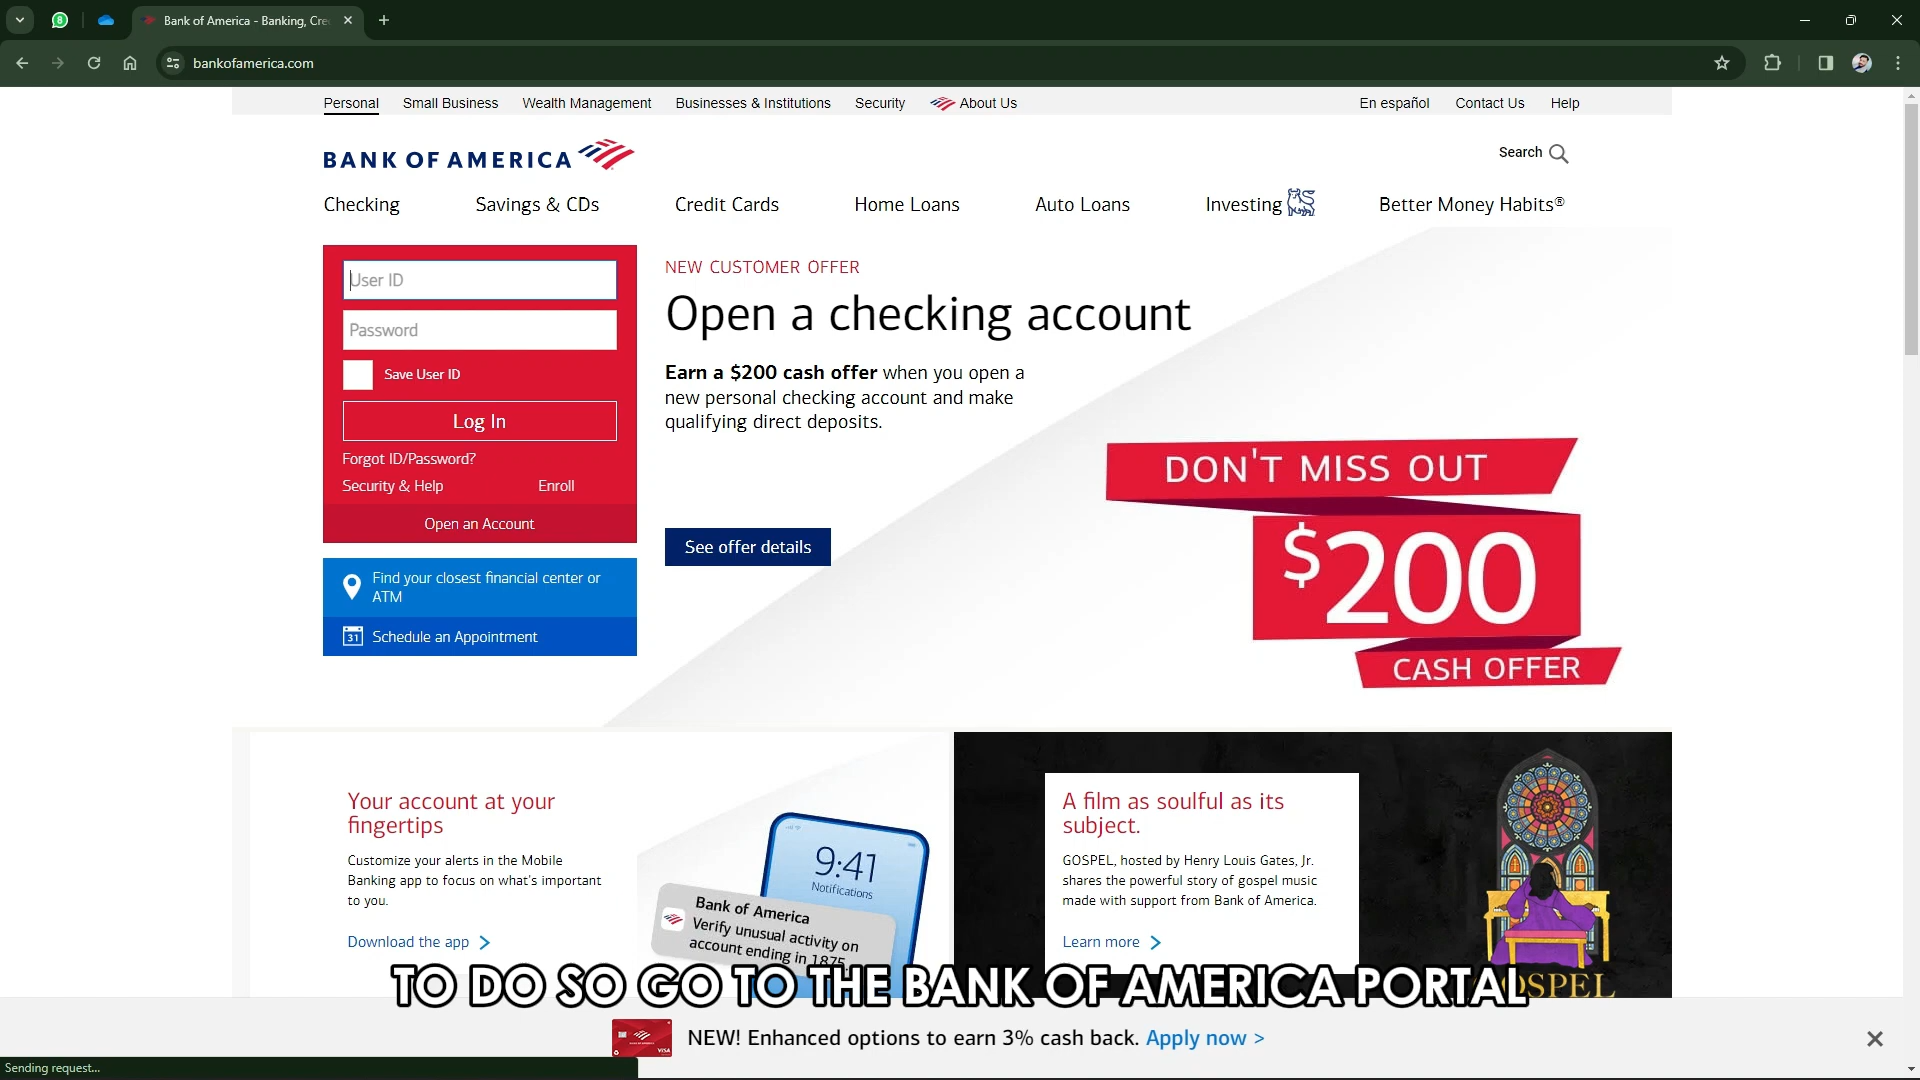 Bank of America - Banking, Cre
bankofamerica.com
Personal Small Business Wealth Management Businesses & Institutions Security About Us En español Contact Us Help
BANK OF AMERICA
Search
Checking Savings & CDs Credit Cards Home Loans Auto Loans Investing Better Money Habits®
User ID
Password
Save User ID
Log In
Forgot ID/Password?
Security & Help Enroll
Open an Account
Find your closest financial center or
ATM
31 Schedule an Appointment
NEW CUSTOMER OFFER
Open a checking account
Earn a $200 cash offer when you open a
new personal checking account and make
qualifying direct deposits.
See offer details
DON'T MISS OUT
$200
CASH OFFER
Your account at your
fingertips
Customize your alerts in the Mobile
Banking app to focus on what's important
to you.
Download the app >
9:41
Notifications
Bank of America
Verify unusual activity on
account ending in 1875.
A film as soulful as its
subject.
GOSPEL, hosted by Henry Louis Gates, Jr.
shares the powerful story of gospel music
made with support from Bank of America.
Learn more >
GOSPEL
TO DO SO GO TO THE BANK OF AMERICA PORTAL
NEW! Enhanced options to earn 3% cash back. Apply now >
Sending request...